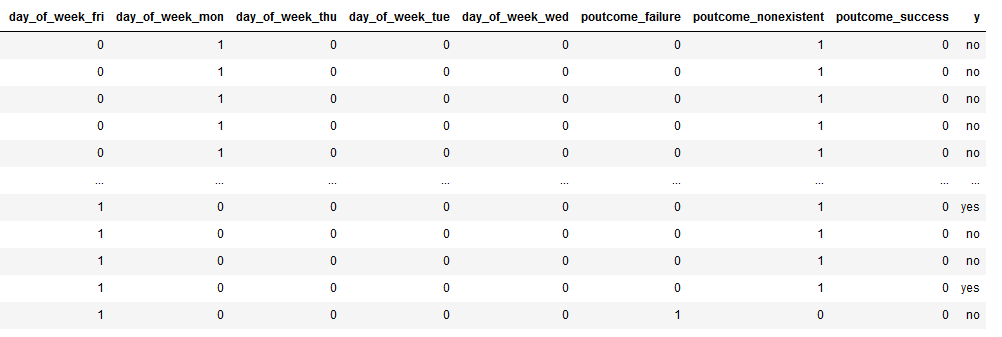 day_of_week_fri day_of_week_mon day_of_week_thu day_of_week_tue day_of_week_wed poutcome_failure poutcome_nonexistent poutcome_success y
0 1 0 0 0 0 1 0 no
0 1 0 0 0 0 1 0 no
0 1 0 0 0 0 1 0 no
0 1 0 0 0 0 1 0 no
0 1 0 0 0 0 1 0 no
... ... ... ... ... ... ... ... ...
1 0 0 0 0 0 1 0 yes
1 0 0 0 0 0 1 0 no
1 0 0 0 0 0 1 0 no
1 0 0 0 0 0 1 0 yes
1 0 0 0 0 1 0 0 no